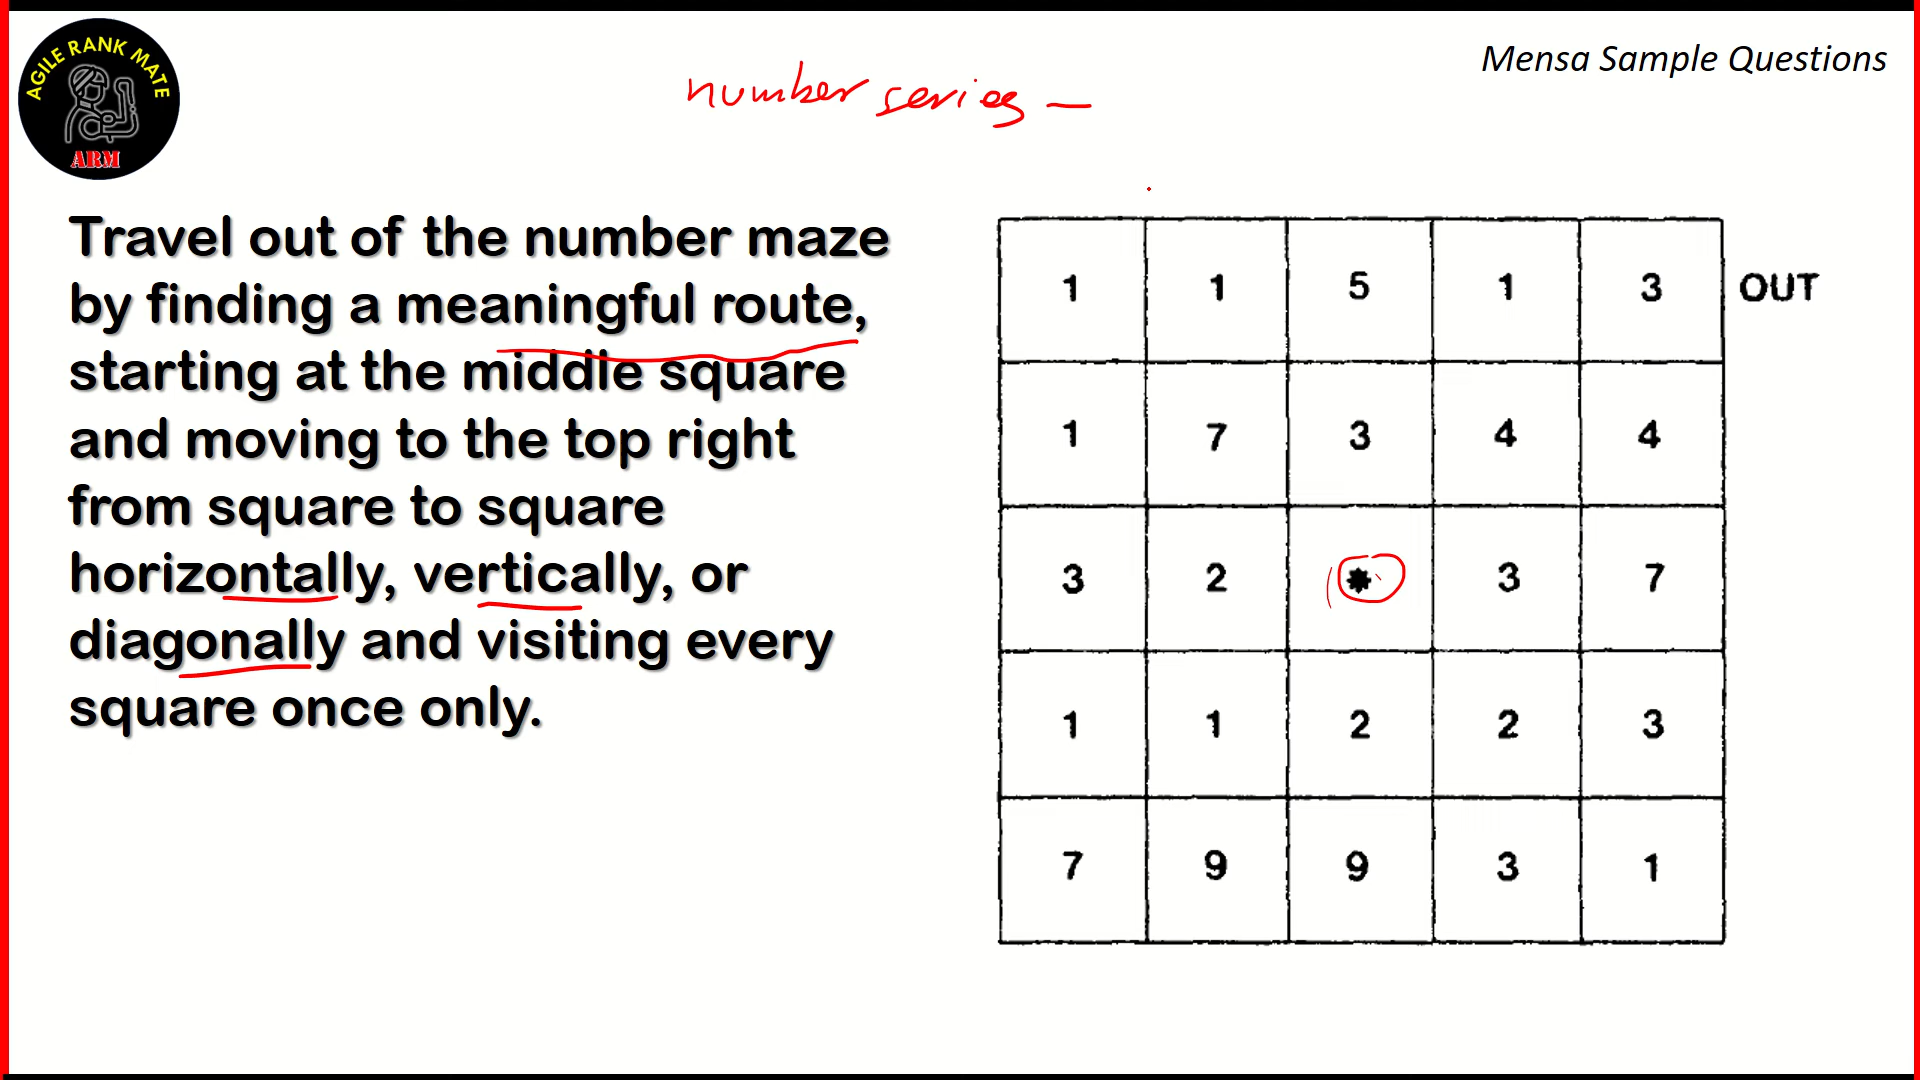 AGILE RANK MATE
ARM
number series
Mensa Sample Questions
Travel out of the number maze
by finding a meaningful route,
starting at the middle square
and moving to the top right
from square to square
horizontally, vertically, or
diagonally and visiting every
square once only.
1 1 5 1 3 OUT
1 7 3 4 4
3 2 * 3 7
1 1 2 2 3
7 9 9 3 1